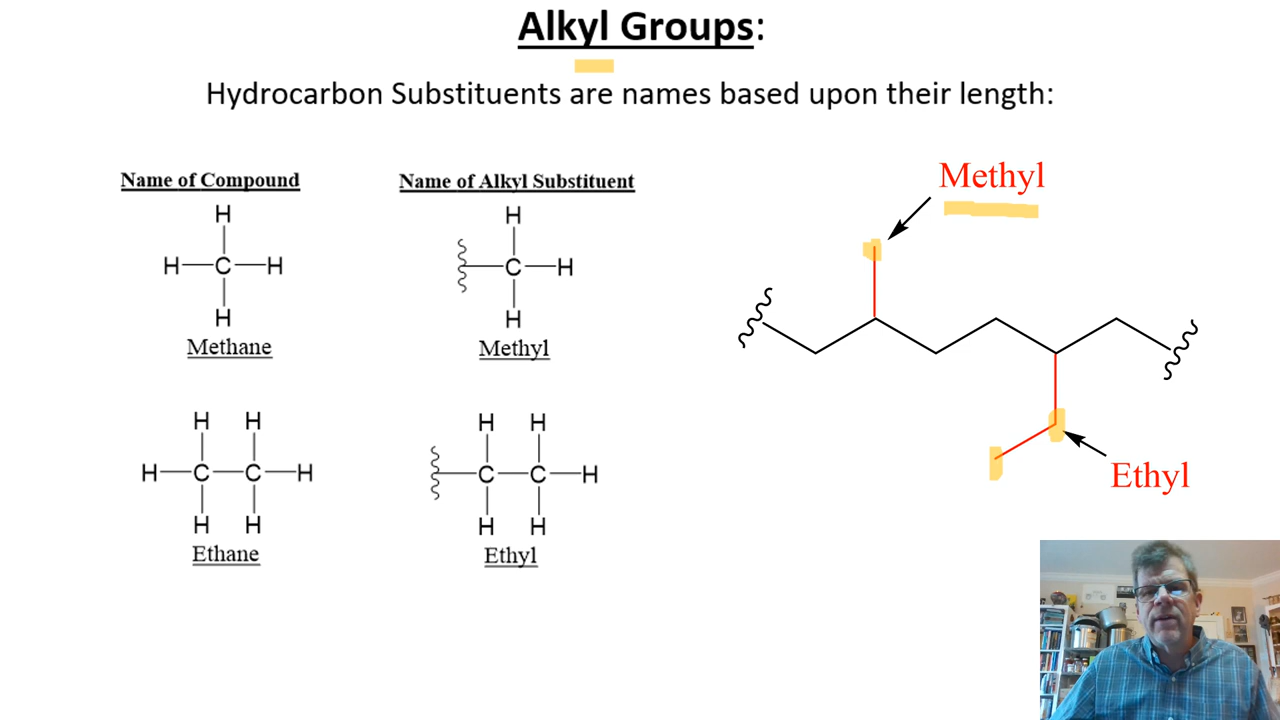 Alkyl Groups:
Hydrocarbon Substituents are names based upon their length:
Name of Compound
H
H—C—H
H
Methane
Name of Alkyl Substituent
H
C—H
H
Methyl
H H
H—C—C—H
H H
Ethane
H H
C—C—H
H H
Ethyl
Methyl
Ethyl